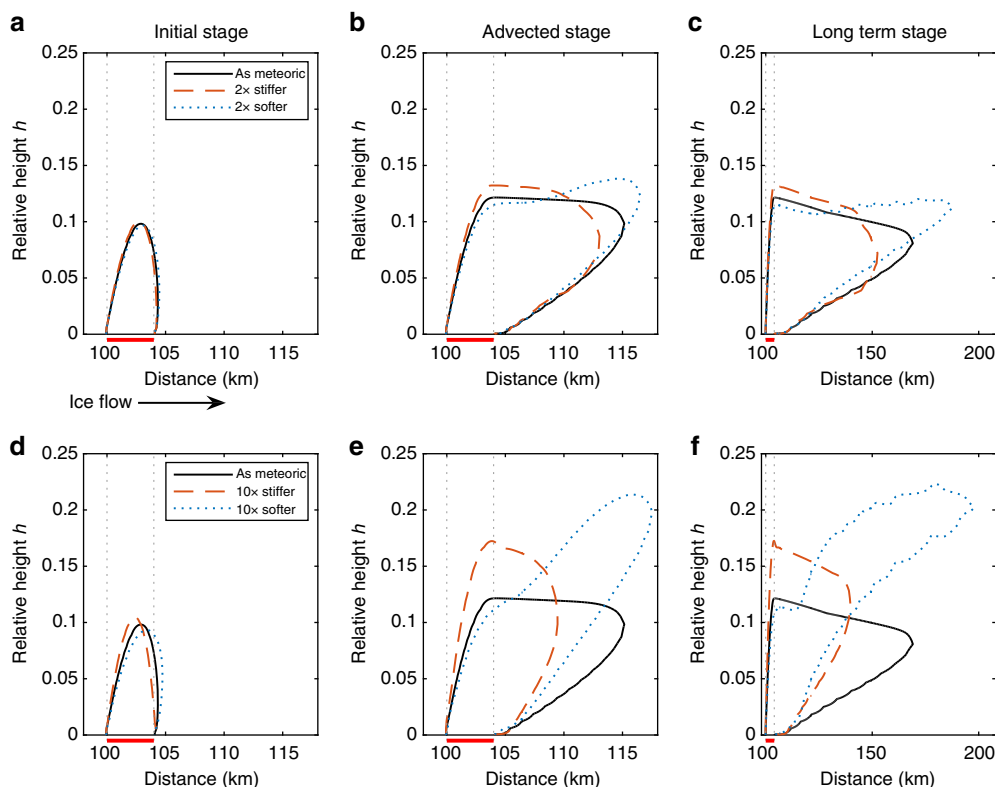 a Initial stage
b Advected stage
c Long term stage
0.25
0.2
0.15
0.1
0.05
0
Relative height h
As meteoric
2× stiffer
2× softer
100 105 110 115
Distance (km)
0.25
0.2
0.15
0.1
0.05
0
Relative height h
100 105 110 115
Distance (km)
0.25
0.2
0.15
0.1
0.05
0
Relative height h
100 150 200
Distance (km)
Ice flow
d
e
f
0.25
0.2
0.15
0.1
0.05
0
Relative height h
As meteoric
10× stiffer
10× softer
100 105 110 115
Distance (km)
0.25
0.2
0.15
0.1
0.05
0
Relative height h
100 105 110 115
Distance (km)
0.25
0.2
0.15
0.1
0.05
0
Relative height h
100 150 200
Distance (km)